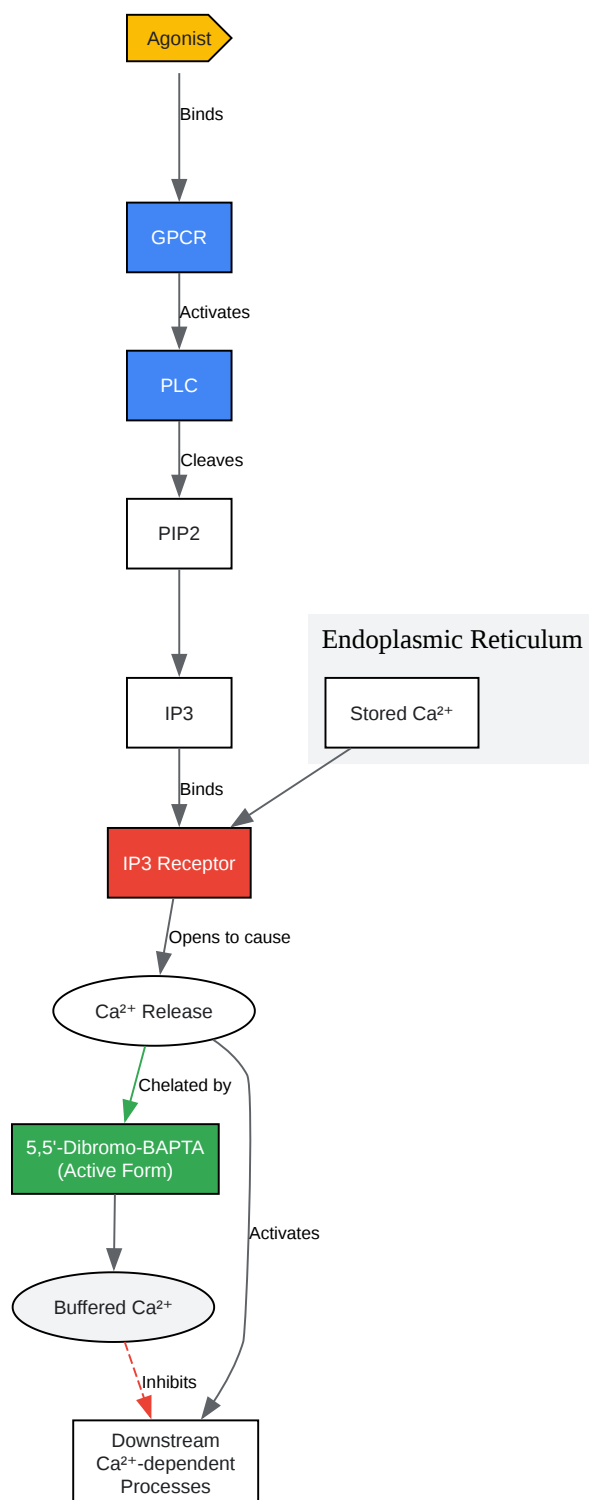 Agonist
Binds
GPCR
Activates
PLC
Cleaves
PIP2
Endoplasmic Reticulum
IP3
Stored Ca²⁺
Binds
IP3 Receptor
Opens to cause
Ca²⁺ Release
Chelated by
5,5'-Dibromo-BAPTA
(Active Form)
Activates
Buffered Ca²⁺
Inhibits
Downstream
Ca²⁺-dependent
Processes